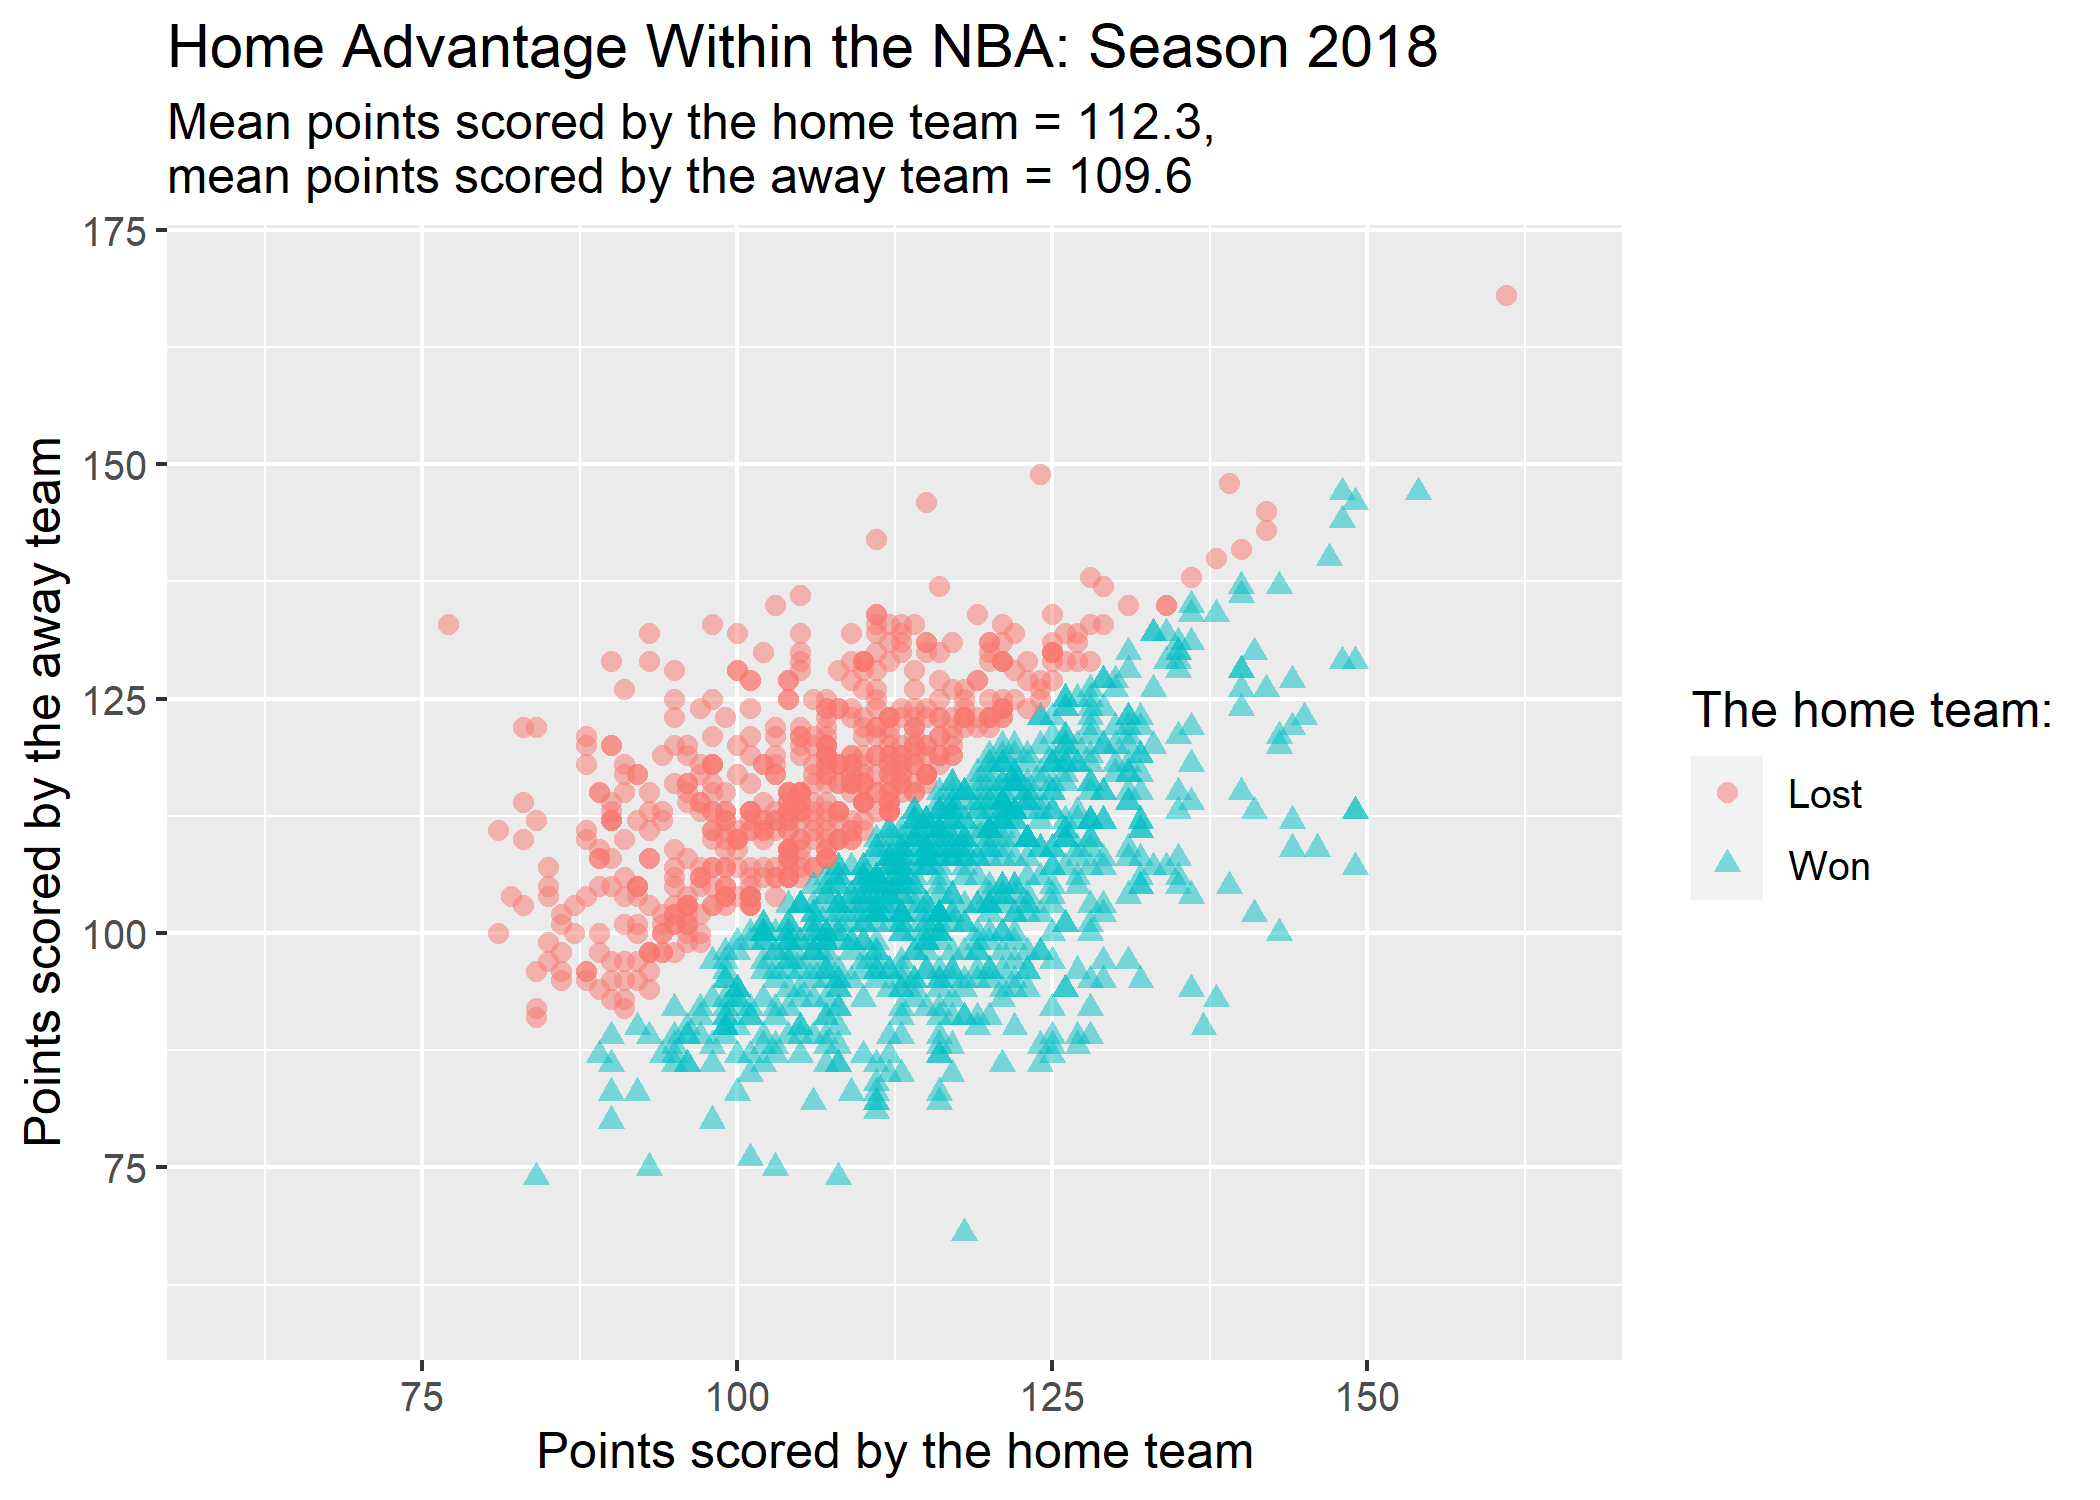 Home Advantage Within the NBA: Season 2018
Mean points scored by the home team = 112.3,
mean points scored by the away team = 109.6
175
150
125
100
75
Points scored by the away team
75 100 125 150
Points scored by the home team
The home team:
Lost
Won